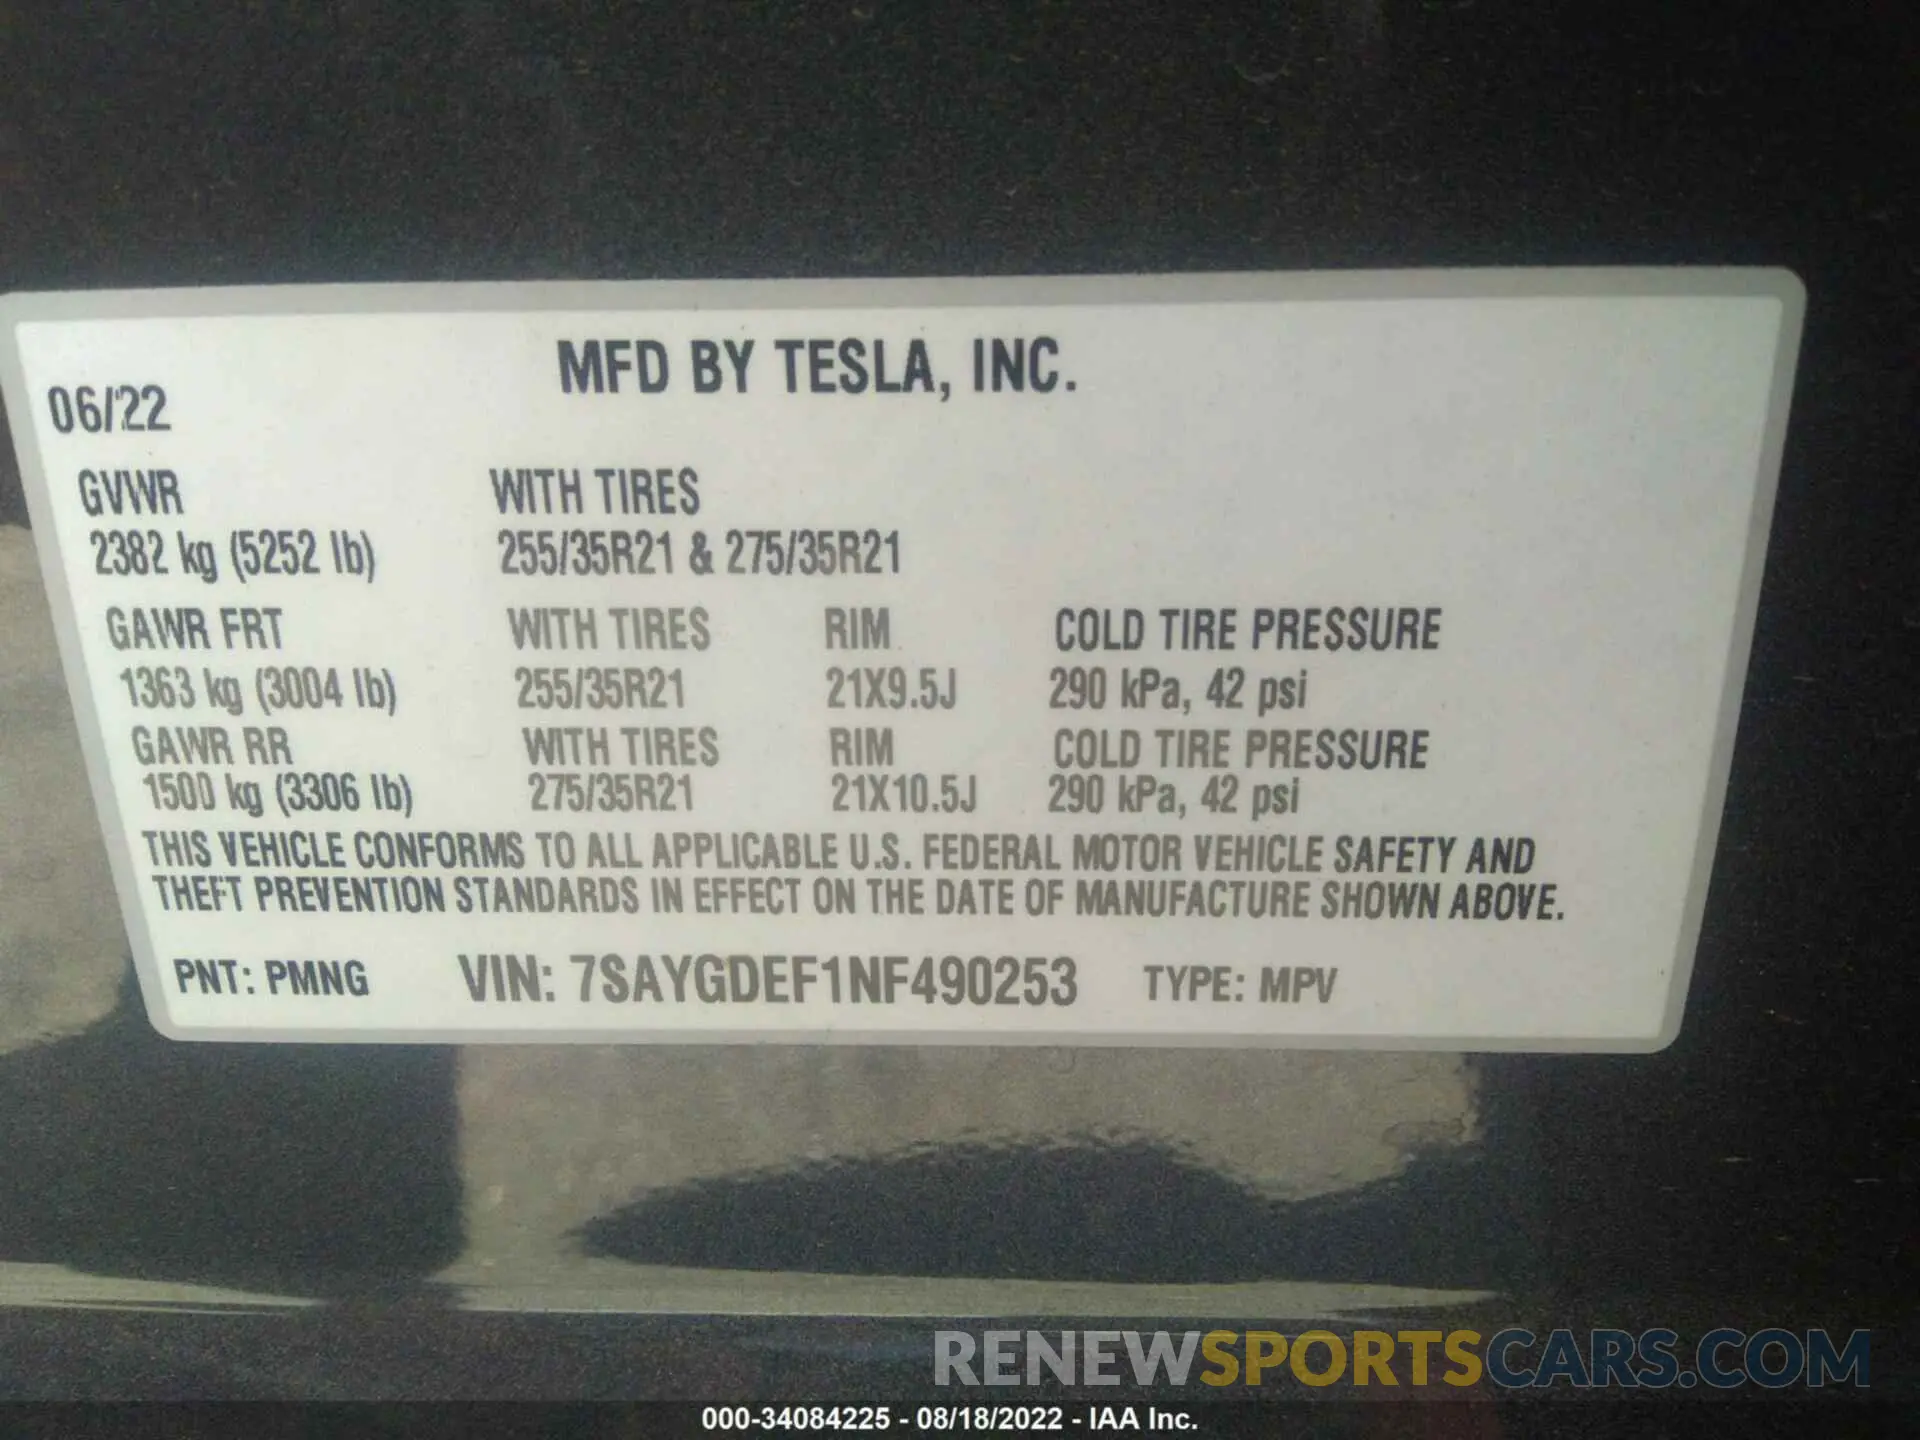 MFD BY TESLA, INC.
06/22
GVWR WITH TIRES
2382 kg (5252 lb) 255/35R21 & 275/35R21
GAWR FRT WITH TIRES RIM COLD TIRE PRESSURE
1363 kg (3004 lb) 255/35R21 21X9.5J 290 kPa, 42 psi
GAWR RR WITH TIRES RIM COLD TIRE PRESSURE
1500 kg (3306 lb) 275/35R21 21X10.5J 290 kPa, 42 psi
THIS VEHICLE CONFORMS TO ALL APPLICABLE U.S. FEDERAL MOTOR VEHICLE SAFETY AND
THEFT PREVENTION STANDARDS IN EFFECT ON THE DATE OF MANUFACTURE SHOWN ABOVE.
PNT: PMNG VIN: 7SAYGDEF1NF490253 TYPE: MPV
RENEWSPORTSCARS.COM
000-34084225 - 08/18/2022 - IAA Inc.